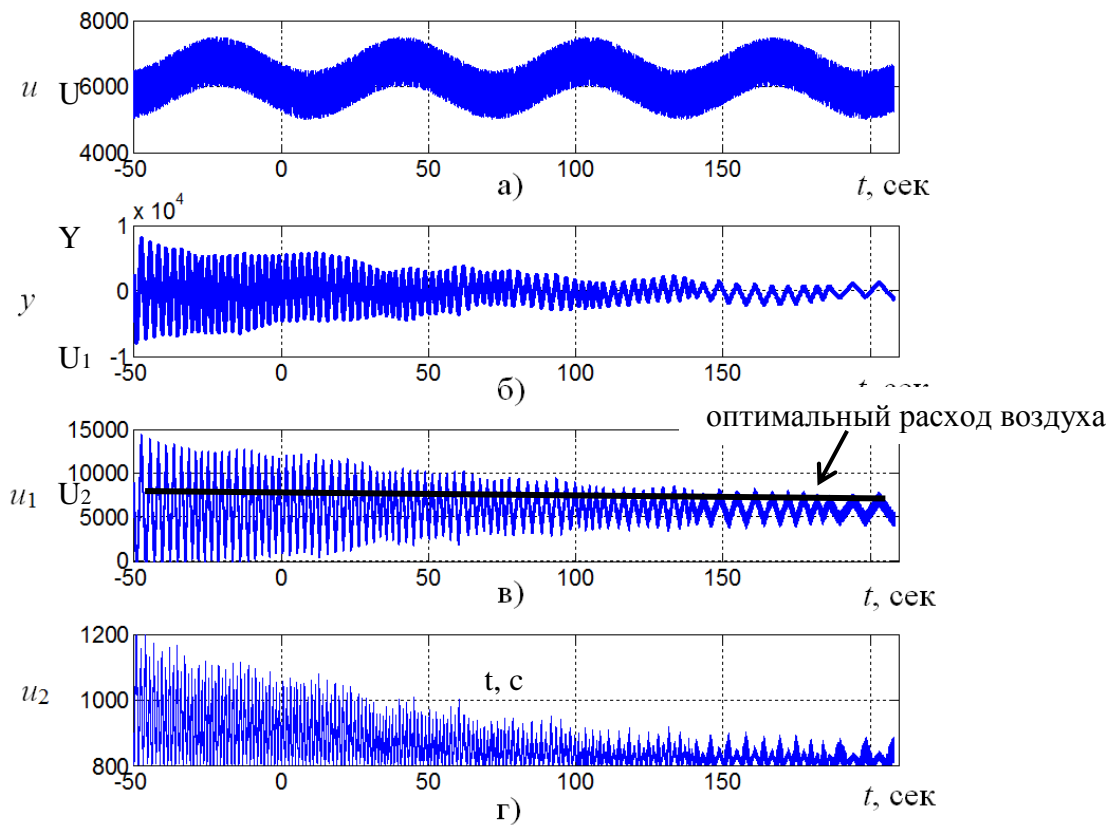 8000
6000
4000
u U
-50 0 50 100 150
а)
t, сек
x 10⁴
1
0
-1
Y
y
U1
-50 0 50 100 150
б)
t, сек
оптимальный расход воздуха
15000
10000
5000
0
u₁ U2
-50 0 50 100 150
в)
t, сек
1200
1000
800
u₂
t, с
-50 0 50 100 150
г)
t, сек